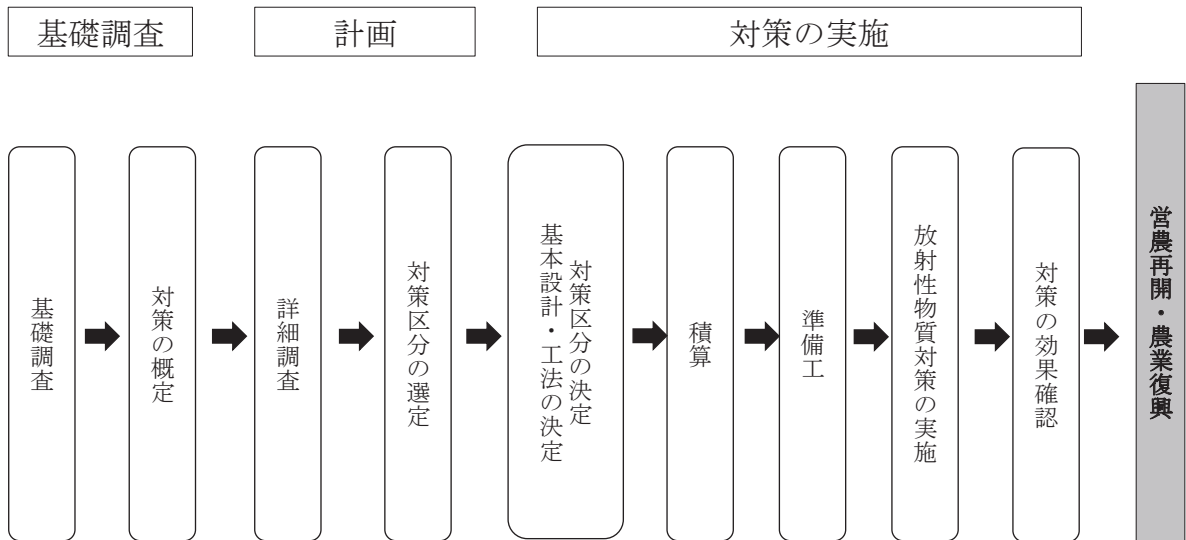 基礎調査
計画
対策の実施
基礎調査
対策の概定
詳細調査
対策区分の選定
対策区分の決定
基本設計・工法の決定
積算
準備工
放射性物質対策の実施
対策の効果確認
営農再開・農業復興